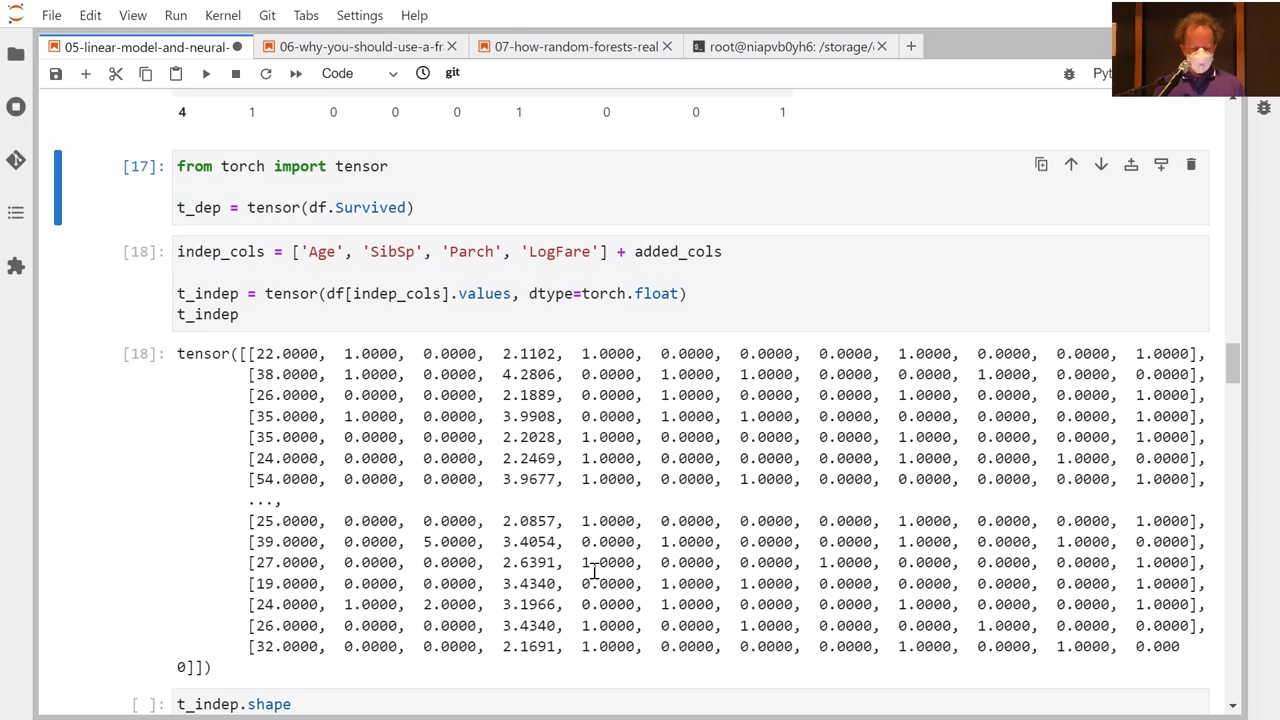 File Edit View Run Kernel Git Tabs Settings Help
05-linear-model-and-neural- 06-why-you-should-use-a-fr 07-how-random-forests-real root@niapvb0yh6: /storage/
Code git Pyt
4 1 0 0 0 1 0 0 1
[17]: from torch import tensor
t_dep = tensor(df.Survived)
[18]: indep_cols = ['Age', 'SibSp', 'Parch', 'LogFare'] + added_cols
t_indep = tensor(df[indep_cols].values, dtype=torch.float)
t_indep
[18]: tensor([[22.0000, 1.0000, 0.0000, 2.1102, 1.0000, 0.0000, 0.0000, 0.0000, 1.0000, 0.0000, 0.0000, 1.0000],
[38.0000, 1.0000, 0.0000, 4.2806, 0.0000, 1.0000, 1.0000, 0.0000, 0.0000, 1.0000, 0.0000, 0.0000],
[26.0000, 0.0000, 0.0000, 2.1889, 0.0000, 1.0000, 0.0000, 0.0000, 1.0000, 0.0000, 0.0000, 1.0000],
[35.0000, 1.0000, 0.0000, 3.9908, 0.0000, 1.0000, 1.0000, 0.0000, 0.0000, 0.0000, 0.0000, 1.0000],
[35.0000, 0.0000, 0.0000, 2.2028, 1.0000, 0.0000, 0.0000, 0.0000, 1.0000, 0.0000, 0.0000, 1.0000],
[24.0000, 0.0000, 0.0000, 2.2469, 1.0000, 0.0000, 0.0000, 0.0000, 1.0000, 0.0000, 1.0000, 0.0000],
[54.0000, 0.0000, 0.0000, 3.9677, 1.0000, 0.0000, 1.0000, 0.0000, 0.0000, 0.0000, 0.0000, 1.0000],
...,
[25.0000, 0.0000, 0.0000, 2.0857, 1.0000, 0.0000, 0.0000, 0.0000, 1.0000, 0.0000, 0.0000, 1.0000],
[39.0000, 0.0000, 5.0000, 3.4054, 0.0000, 1.0000, 0.0000, 0.0000, 1.0000, 0.0000, 1.0000, 0.0000],
[27.0000, 0.0000, 0.0000, 2.6391, 1.0000, 0.0000, 0.0000, 1.0000, 0.0000, 0.0000, 0.0000, 1.0000],
[19.0000, 0.0000, 0.0000, 3.4340, 0.0000, 1.0000, 1.0000, 0.0000, 0.0000, 0.0000, 0.0000, 1.0000],
[24.0000, 1.0000, 2.0000, 3.1966, 0.0000, 1.0000, 0.0000, 0.0000, 1.0000, 0.0000, 0.0000, 1.0000],
[26.0000, 0.0000, 0.0000, 3.4340, 1.0000, 0.0000, 1.0000, 0.0000, 0.0000, 1.0000, 0.0000, 0.0000],
[32.0000, 0.0000, 0.0000, 2.1691, 1.0000, 0.0000, 0.0000, 0.0000, 1.0000, 0.0000, 1.0000, 0.000
0]])
[ ]: t_indep.shape